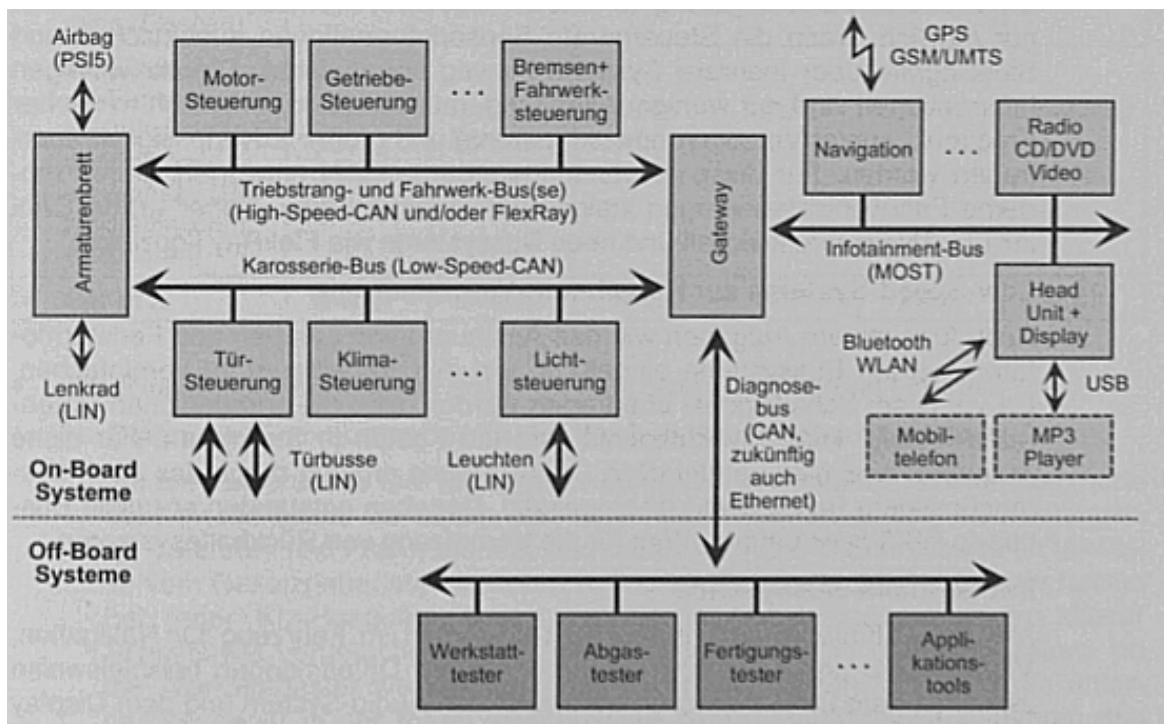 Airbag
(PSI5)
Motor-
Steuerung
Getriebe-
Steuerung
...
Bremsen+
Fahrwerk-
steuerung
GPS
GSM/UMTS
Navigation
...
Radio
CD/DVD
Video
Armaturenbrett
Triebstrang- und Fahrwerk-Bus(se)
(High-Speed-CAN und/oder FlexRay)
Karosserie-Bus (Low-Speed-CAN)
Gateway
Infotainment-Bus
(MOST)
Head
Unit +
Display
Lenkrad
(LIN)
Tür-
Steuerung
Klima-
Steuerung
...
Licht-
steuerung
Bluetooth
WLAN
USB
Türbusse
(LIN)
Leuchten
(LIN)
Diagnose-
bus (CAN,
zukünftig
auch
Ethernet)
Mobil-
telefon
MP3
Player
On-Board
Systeme
Off-Board
Systeme
Werkstatt-
tester
Abgas-
tester
Fertigungs-
tester
...
Appli-
kations-
tools